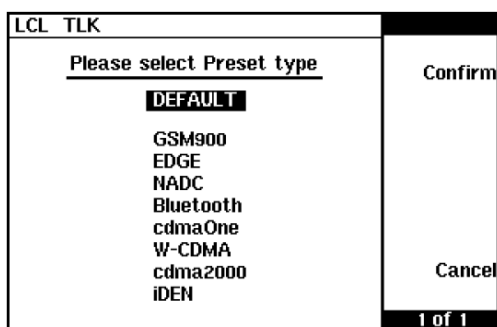 LCL TLK
Please select Preset type
DEFAULT
GSM900
EDGE
NADC
Bluetooth
cdmaOne
W-CDMA
cdma2000
iDEN
Confirm
Cancel
1 of 1